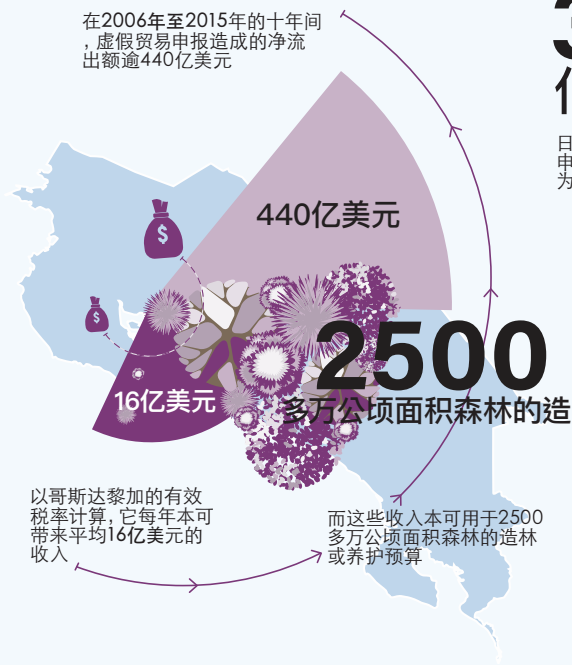 在2006年至2015年的十年间
，虚假贸易申报造成的净流
出额逾440亿美元
440亿美元
$
$
16亿美元
2500
多万公顷面积森林的造
以哥斯达黎加的有效
税率计算，它每年本可
带来平均16亿美元的
收入
而这些收入本可用于2500
多万公顷面积森林的造林
或养护预算
日
申
为